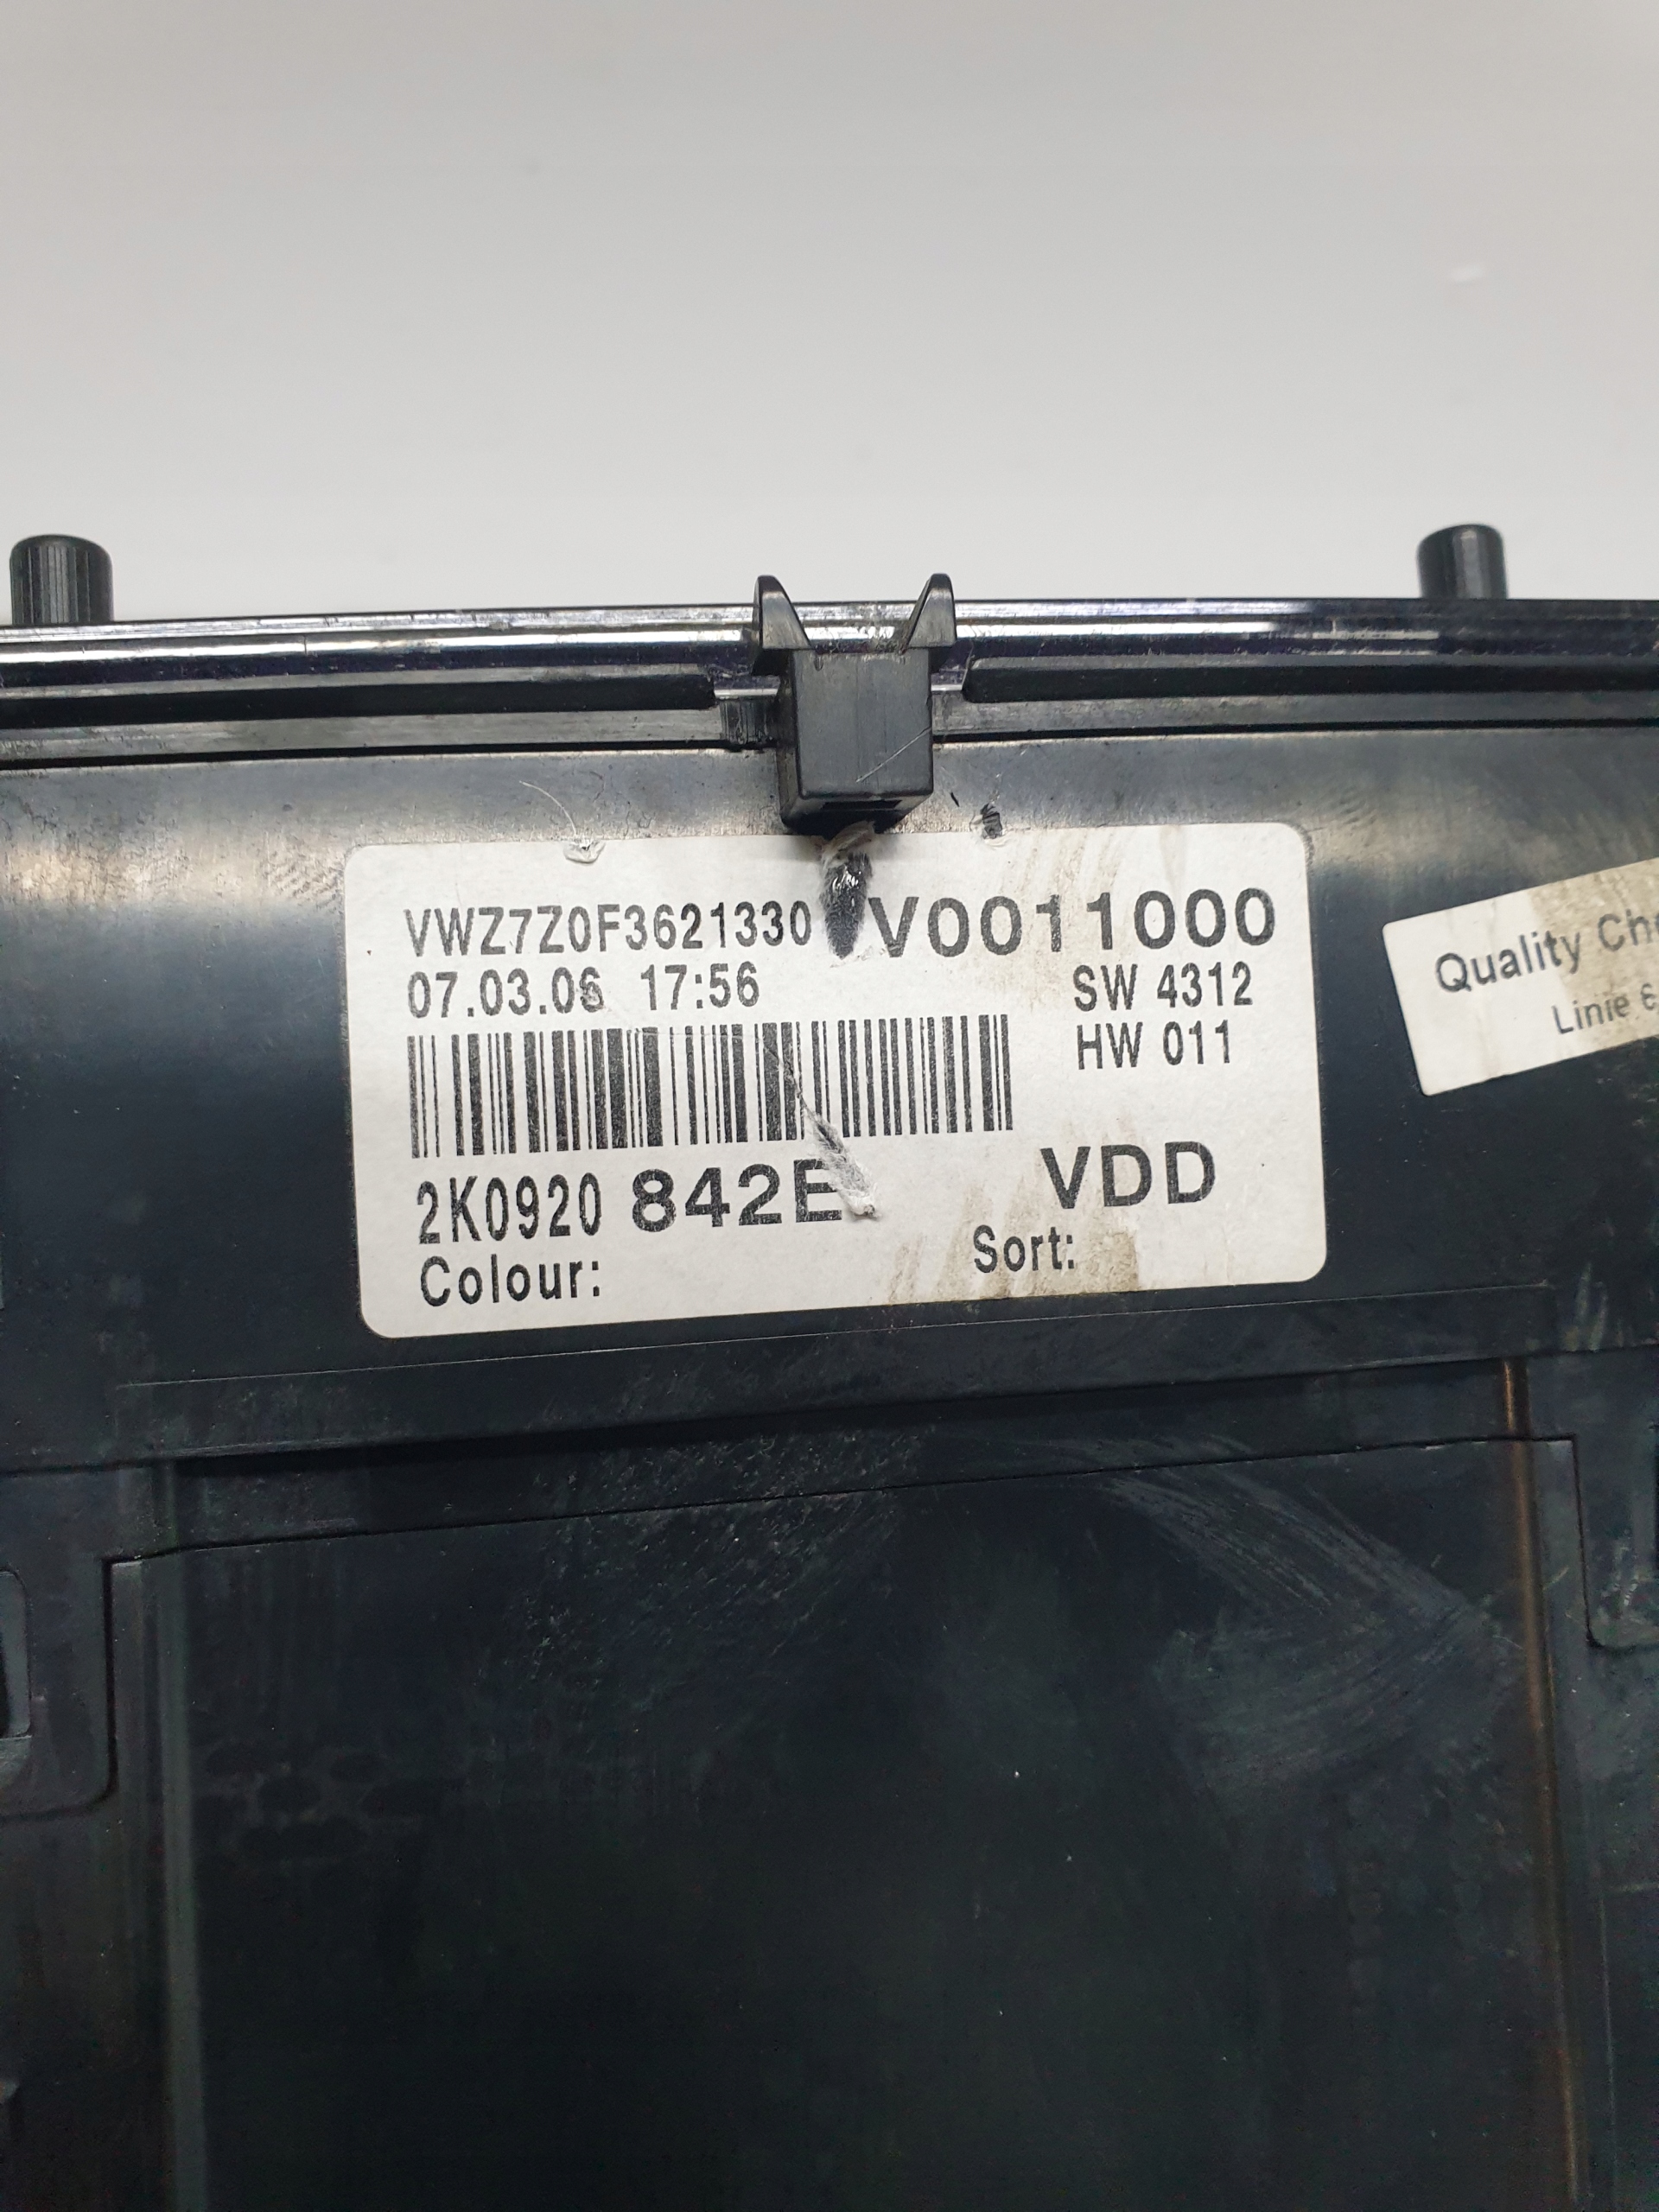 VWZ7Z0F3621330 V0011000
07.03.06 17:56 SW 4312
HW 011
2K0920 842E VDD
Colour: Sort:
Quality
Linie